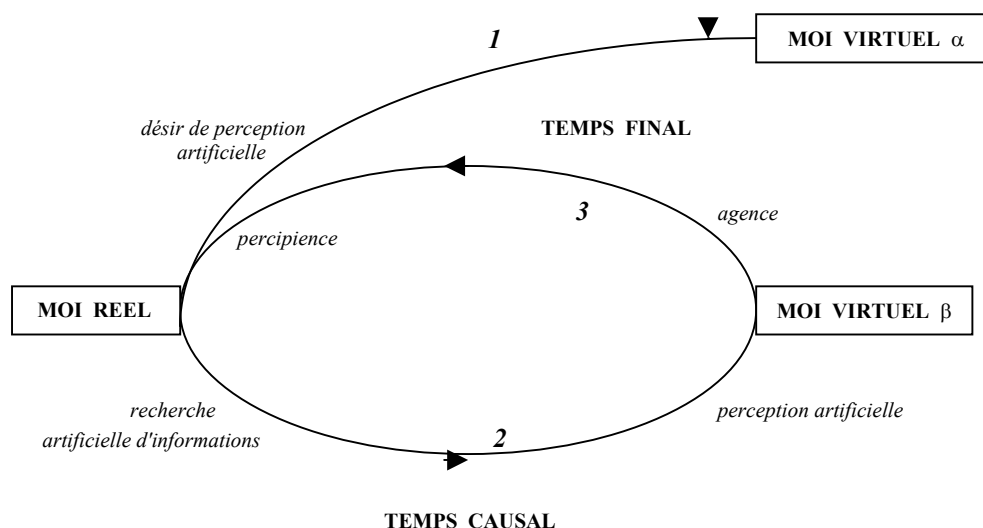 1
MOI VIRTUEL α
désir de perception
artificielle
TEMPS FINAL
3
agence
percipience
MOI REEL
MOI VIRTUEL β
recherche
artificielle d'informations
perception artificielle
2
TEMPS CAUSAL